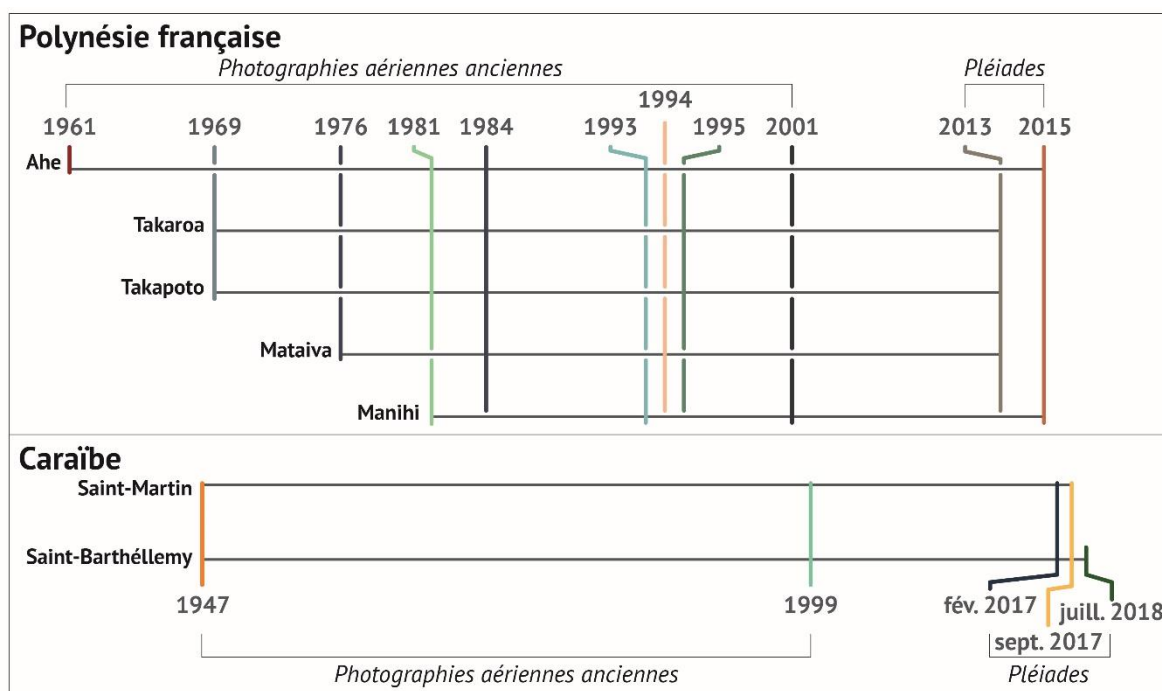 Polynésie française
Photographies aériennes anciennes
Pléiades
1994
1961 1969 1976 1981 1984 1993 1995 2001 2013 2015
Ahe
Takaroa
Takapoto
Mataiva
Manihi
Caraïbe
Saint-Martin
Saint-Barthéllemy
1947 1999 fév. 2017 juill. 2018
sept. 2017
Photographies aériennes anciennes Pléiades